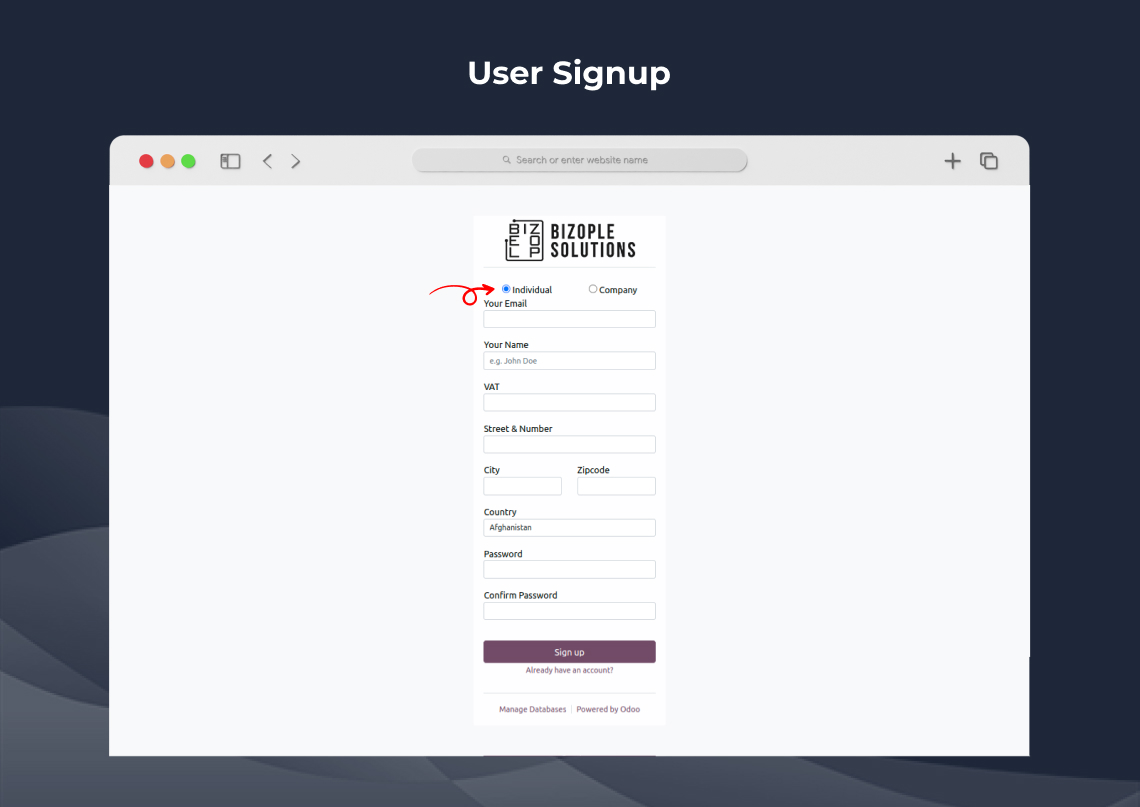 User Signup
Search or enter website name
BIZ
E O
L P
BIZOPLE
SOLUTIONS
Individual
Company
Your Email
Your Name
e.g. John Doe
VAT
Street & Number
City
Zipcode
Country
Afghanistan
Password
Confirm Password
Sign up
Already have an account?
Manage Databases | Powered by Odoo